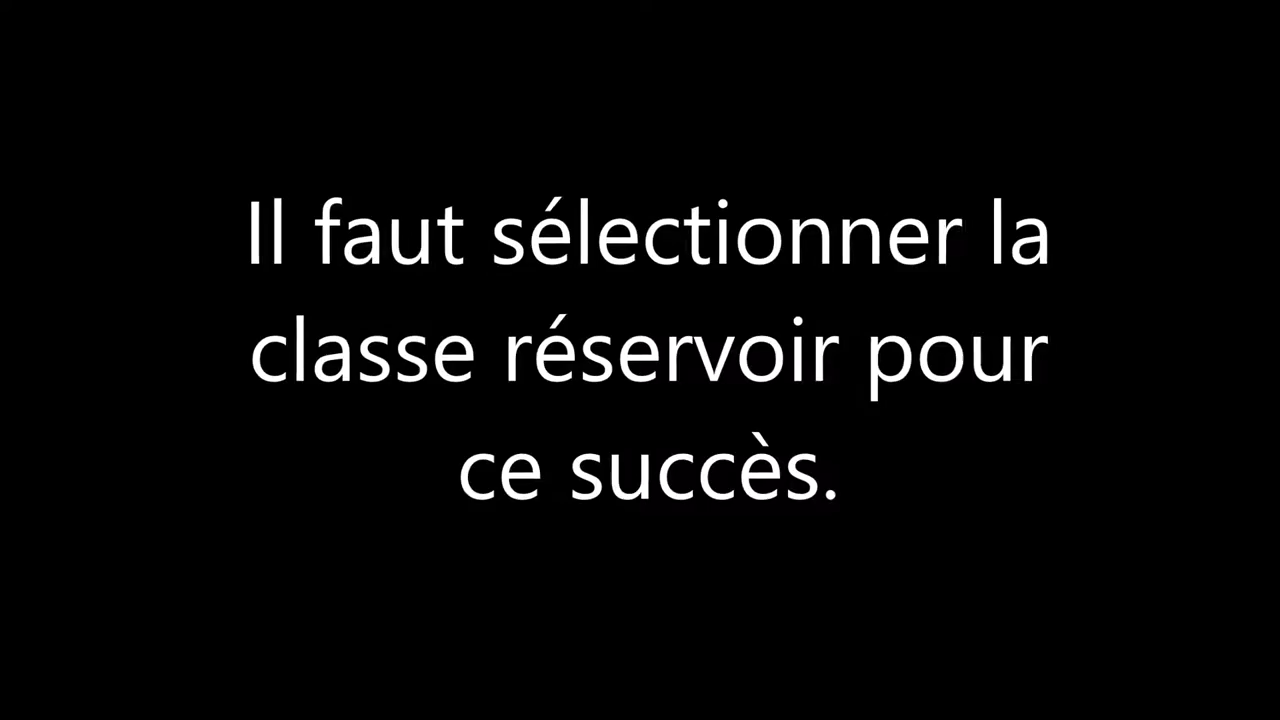 Il faut sélectionner la
classe réservoir pour
ce succès.